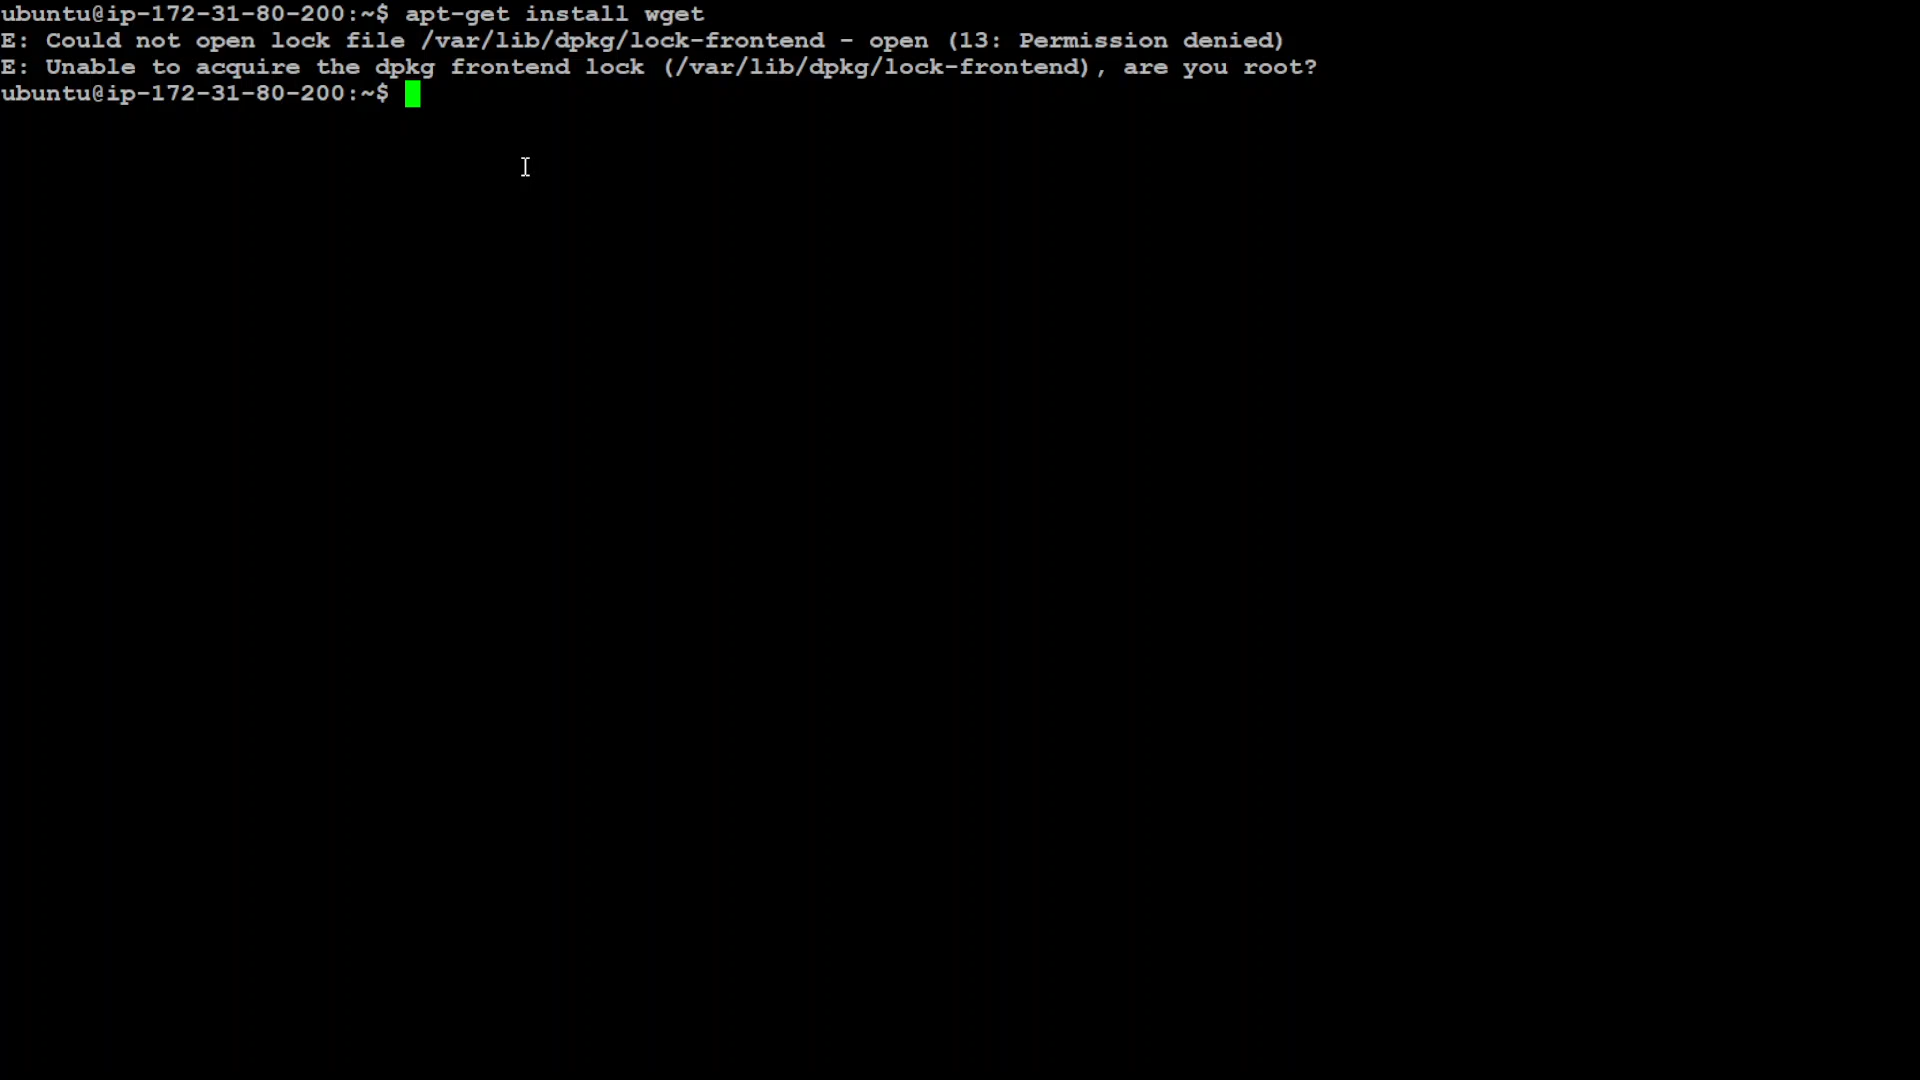 ubuntu@ip-172-31-80-200:~$ apt-get install wget
E: Could not open lock file /var/lib/dpkg/lock-frontend - open (13: Permission denied)
E: Unable to acquire the dpkg frontend lock (/var/lib/dpkg/lock-frontend), are you root?
ubuntu@ip-172-31-80-200:~$